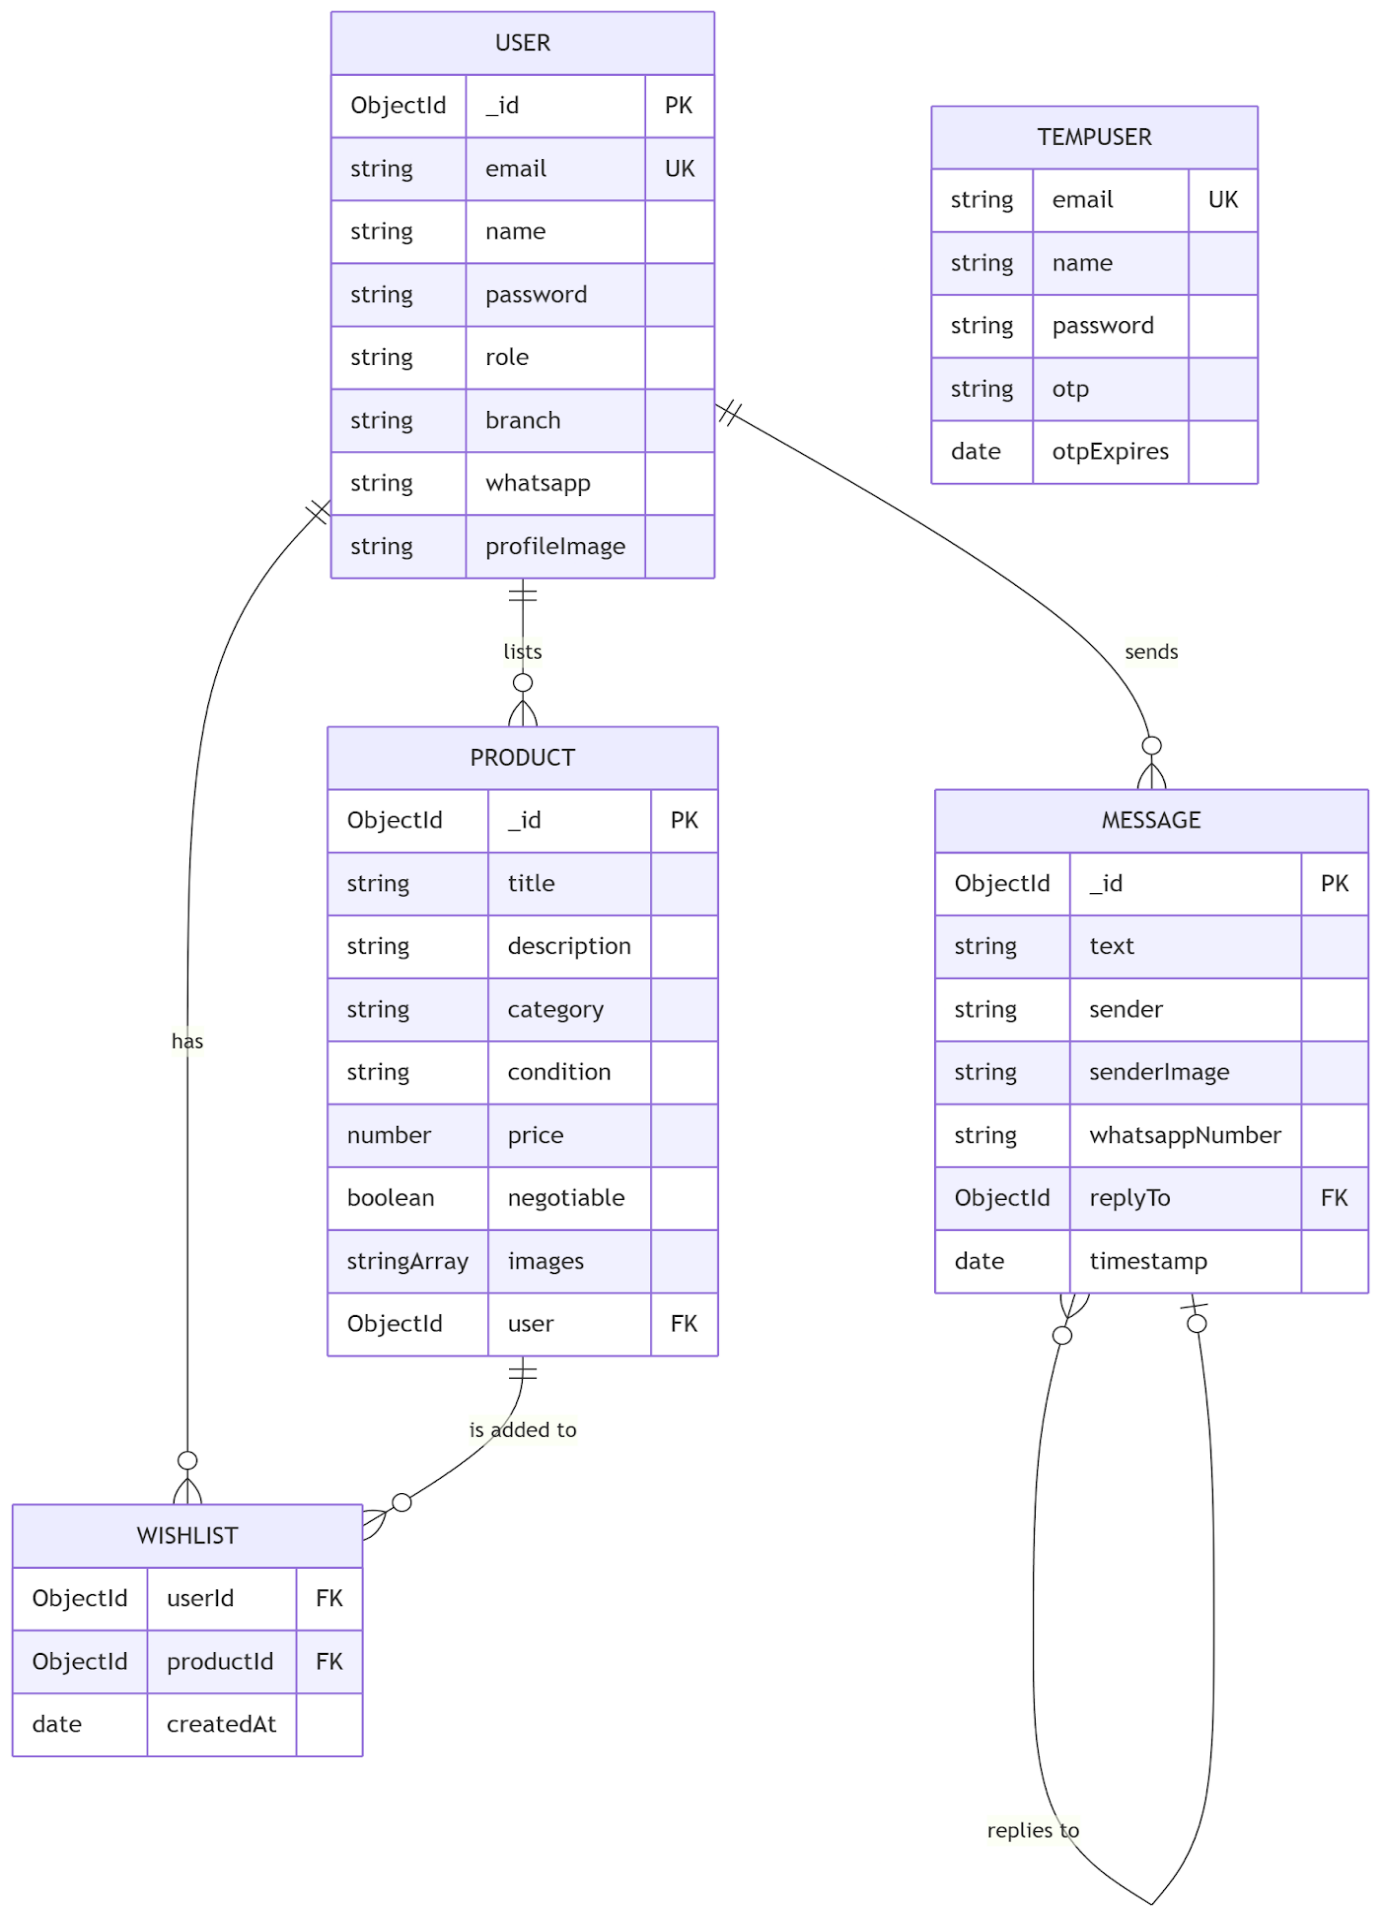 USER
ObjectId _id PK
string email UK
string name
string password
string role
string branch
string whatsapp
string profileImage
TEMPUSER
string email UK
string name
string password
string otp
date otpExpires
lists
sends
PRODUCT
ObjectId _id PK
string title
string description
string category
string condition
number price
boolean negotiable
stringArray images
ObjectId user FK
MESSAGE
ObjectId _id PK
string text
string sender
string senderImage
string whatsappNumber
ObjectId replyTo FK
date timestamp
has
is added to
WISHLIST
ObjectId userId FK
ObjectId productId FK
date createdAt
replies to